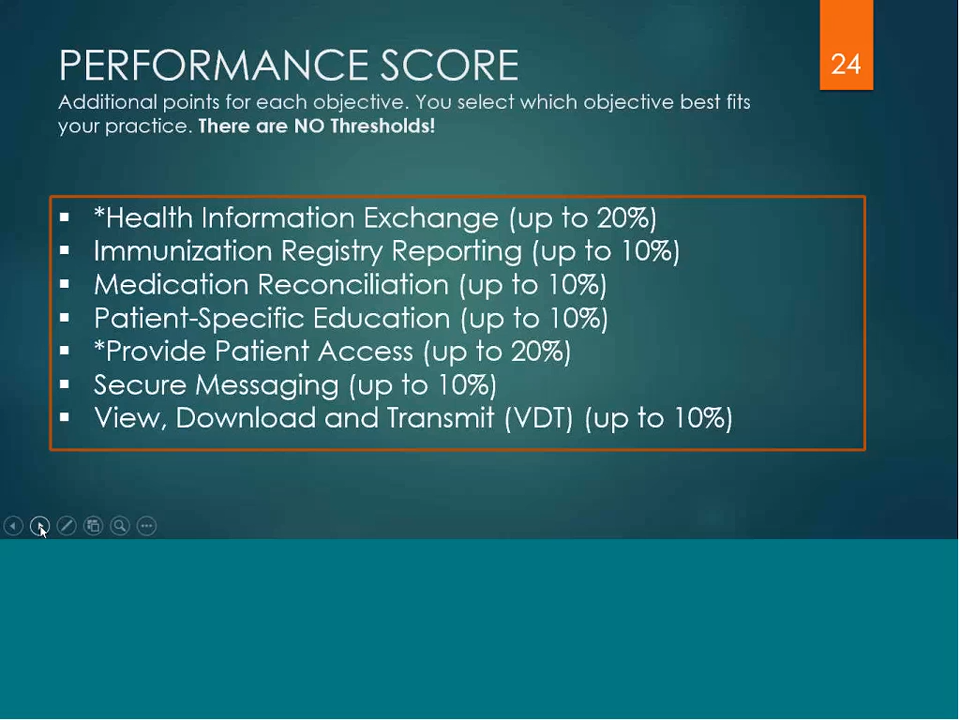 PERFORMANCE SCORE
24
Additional points for each objective. You select which objective best fits
your practice. There are NO Thresholds!
▪ *Health Information Exchange (up to 20%)
▪ Immunization Registry Reporting (up to 10%)
▪ Medication Reconciliation (up to 10%)
▪ Patient-Specific Education (up to 10%)
▪ *Provide Patient Access (up to 20%)
▪ Secure Messaging (up to 10%)
▪ View, Download and Transmit (VDT) (up to 10%)